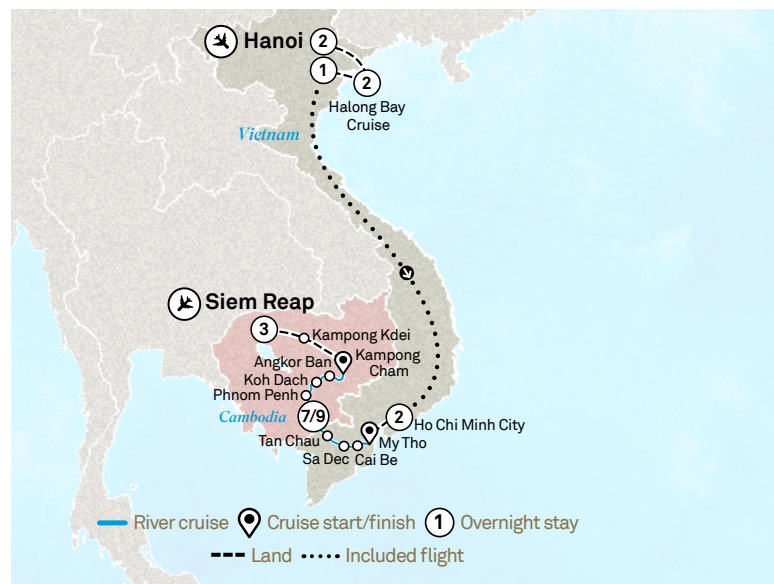 Hanoi
2
1
2
Halong Bay
Cruise
Vietnam
Siem Reap
3
Kampong Kdei
Angkor Ban
Kampong
Cham
Koh Dach
Phnom Penh
Cambodia
7/9
2
Ho Chi Minh City
Tan Chau
My Tho
Sa Dec
Cai Be
River cruise
Cruise start/finish
1
Overnight stay
Land
Included flight